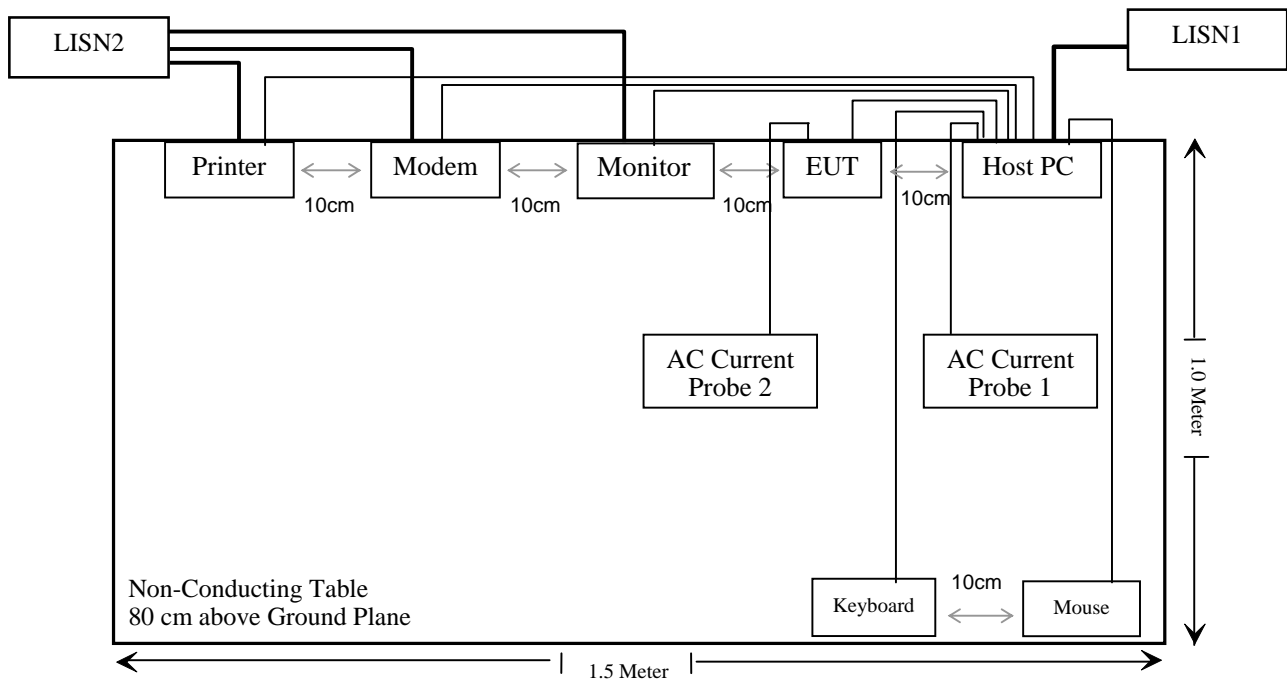 LISN2
LISN1
Printer
Modem
Monitor
EUT
Host PC
10cm
10cm
10cm
10cm
AC Current
Probe 2
AC Current
Probe 1
1.0 Meter
Non-Conducting Table
80 cm above Ground Plane
Keyboard
10cm
Mouse
1.5 Meter